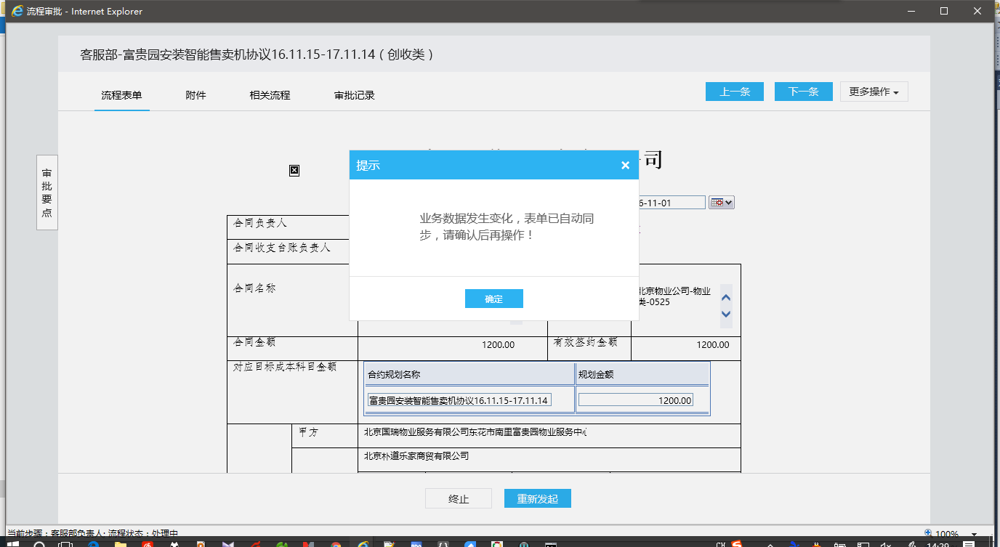 流程审批 - Internet Explorer
客服部-富贵园安装智能售卖机协议16.11.15-17.11.14（创收类）
流程表单 附件 相关流程 审批记录 上一条 下一条 更多操作
审批要点
司
提示
6-11-01
业务数据发生变化，表单已自动同
步，请确认后再操作！
合同负责人
合同收支台账负责人
合同名称
北京物业公司-物业
类-0525
确定
合同金额 1200.00 有效签约金额 1200.00
对应目标成本科目金额
合约规划名称 规划金额
富贵园安装智能售卖机协议16.11.15-17.11.14 1200.00
甲方 北京国瑞物业服务有限公司东花市南里富贵园物业服务中心
北京朴道乐家商贸有限公司
终止 重新发起
当前步骤：客服部负责人; 流程状态：处理中
100%
CH 14:29